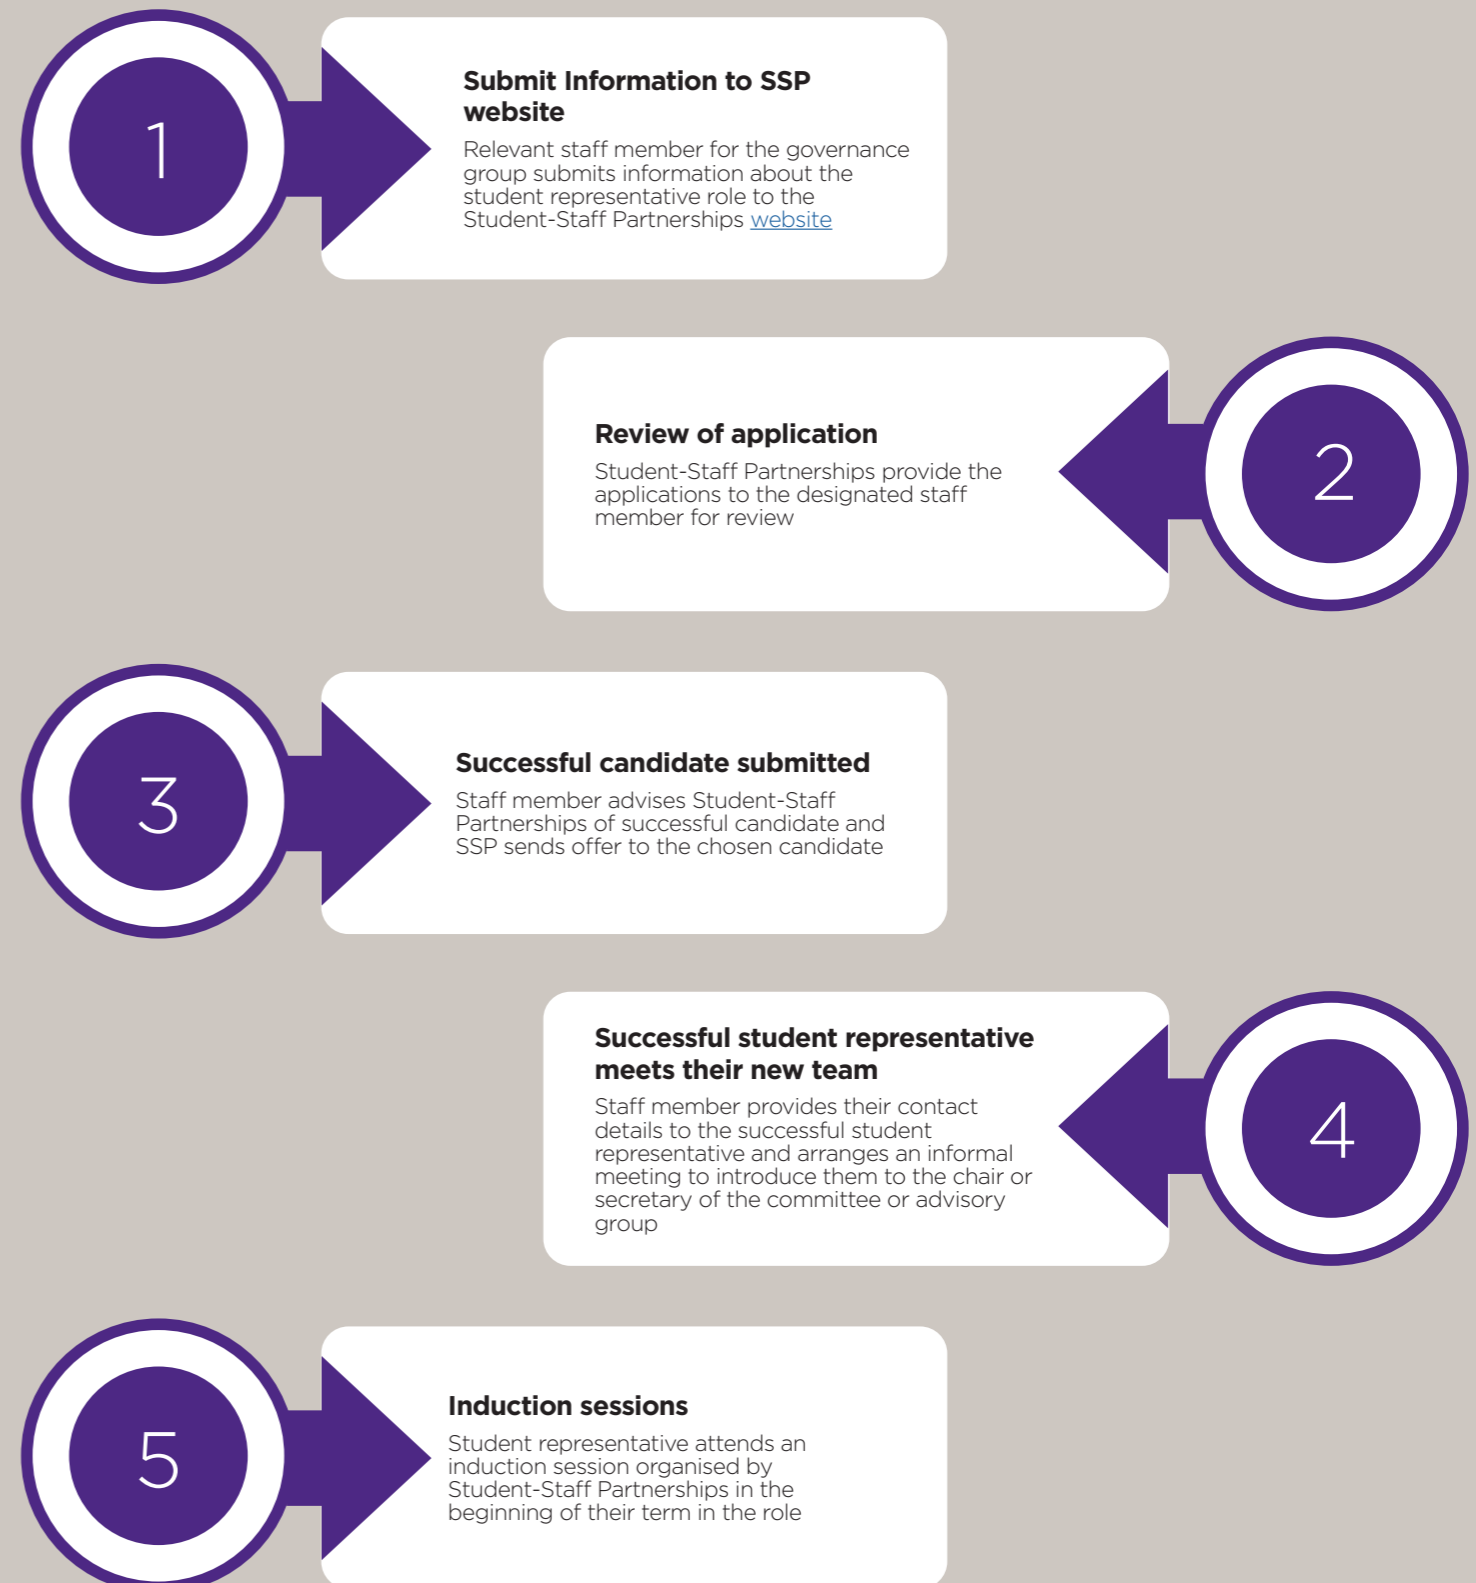 1
Submit Information to SSP
website
Relevant staff member for the governance
group submits information about the
student representative role to the
Student-Staff Partnerships website
2
Review of application
Student-Staff Partnerships provide the
applications to the designated staff
member for review
3
Successful candidate submitted
Staff member advises Student-Staff
Partnerships of successful candidate and
SSP sends offer to the chosen candidate
4
Successful student representative
meets their new team
Staff member provides their contact
details to the successful student
representative and arranges an informal
meeting to introduce them to the chair or
secretary of the committee or advisory
group
5
Induction sessions
Student representative attends an
induction session organised by
Student-Staff Partnerships in the
beginning of their term in the role